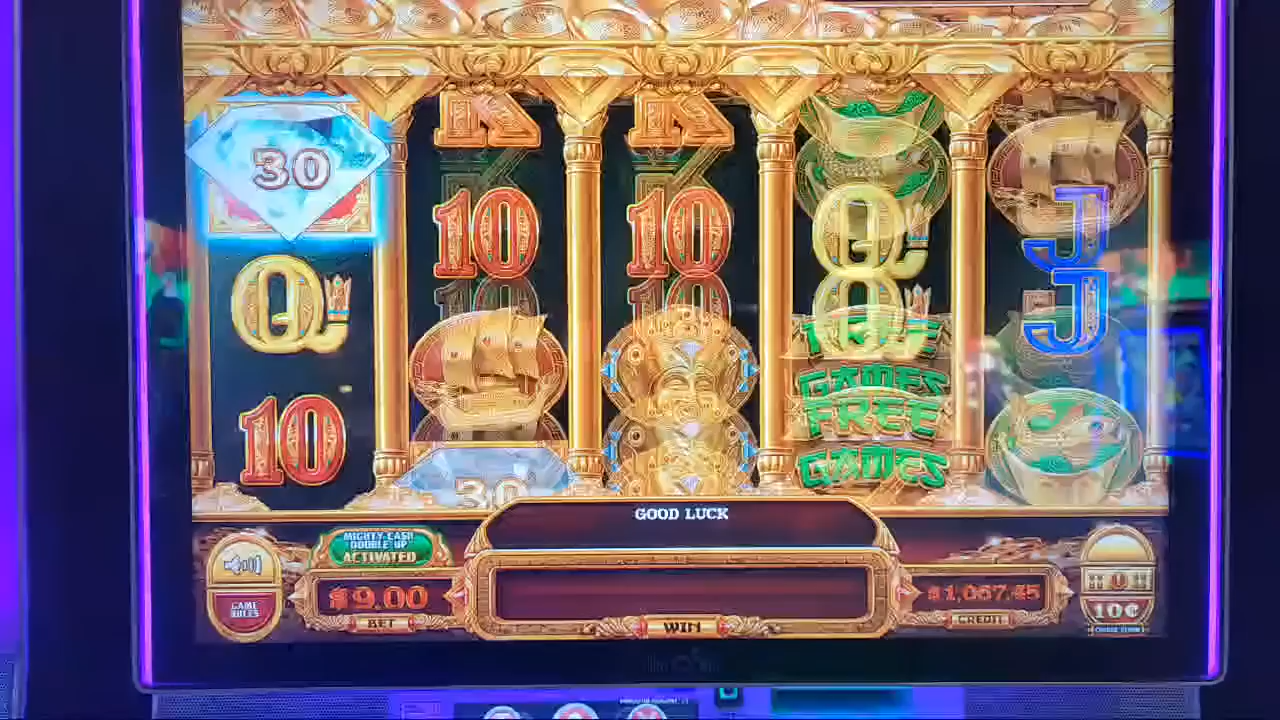 30
K
K
10
10
Q
Q
Q
J
J
10
FREE
GAMES
FREE
GAMES
30
GOOD LUCK
MIGHTY CASH
DOUBLE UP
ACTIVATED
GAME
RULES
$9.00
BET
WIN
$1,067.45
CREDIT
10¢